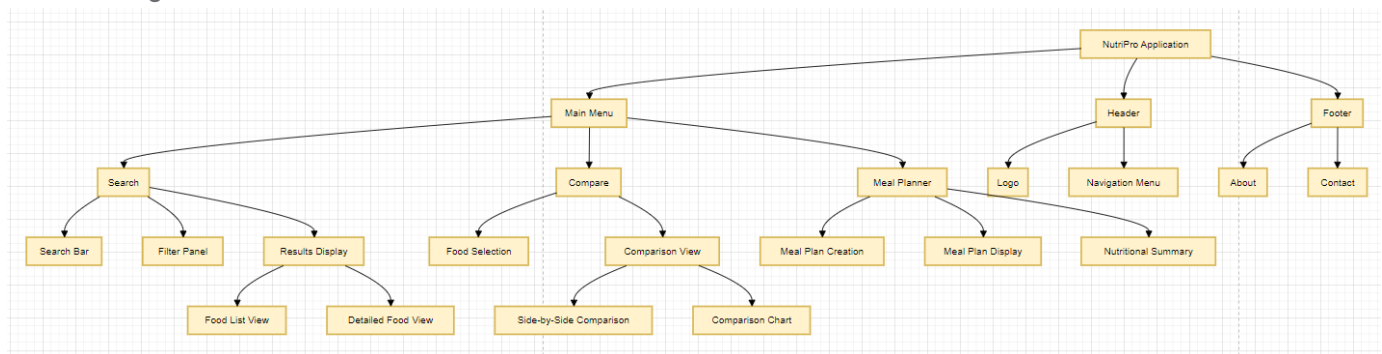 NutriPro Application
Main Menu
Header
Footer
Search
Compare
Meal Planner
Logo
Navigation Menu
About
Contact
Search Bar
Filter Panel
Results Display
Food Selection
Comparison View
Meal Plan Creation
Meal Plan Display
Nutritional Summary
Food List View
Detailed Food View
Side-by-Side Comparison
Comparison Chart